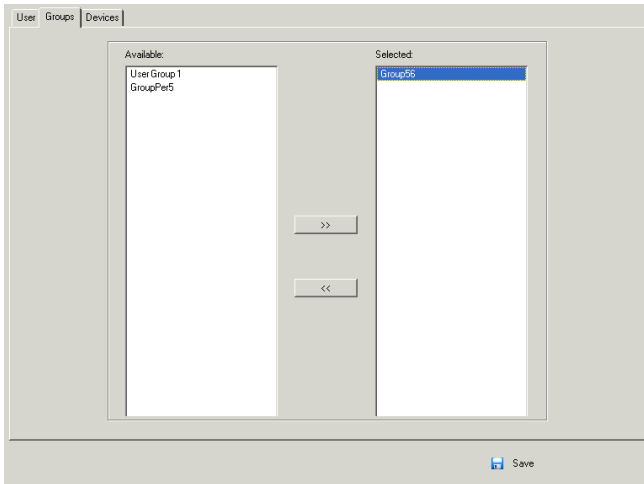 User Groups Devices
Available:
User Group 1
GroupPer5
Selected:
Group56
>>
<<
Save